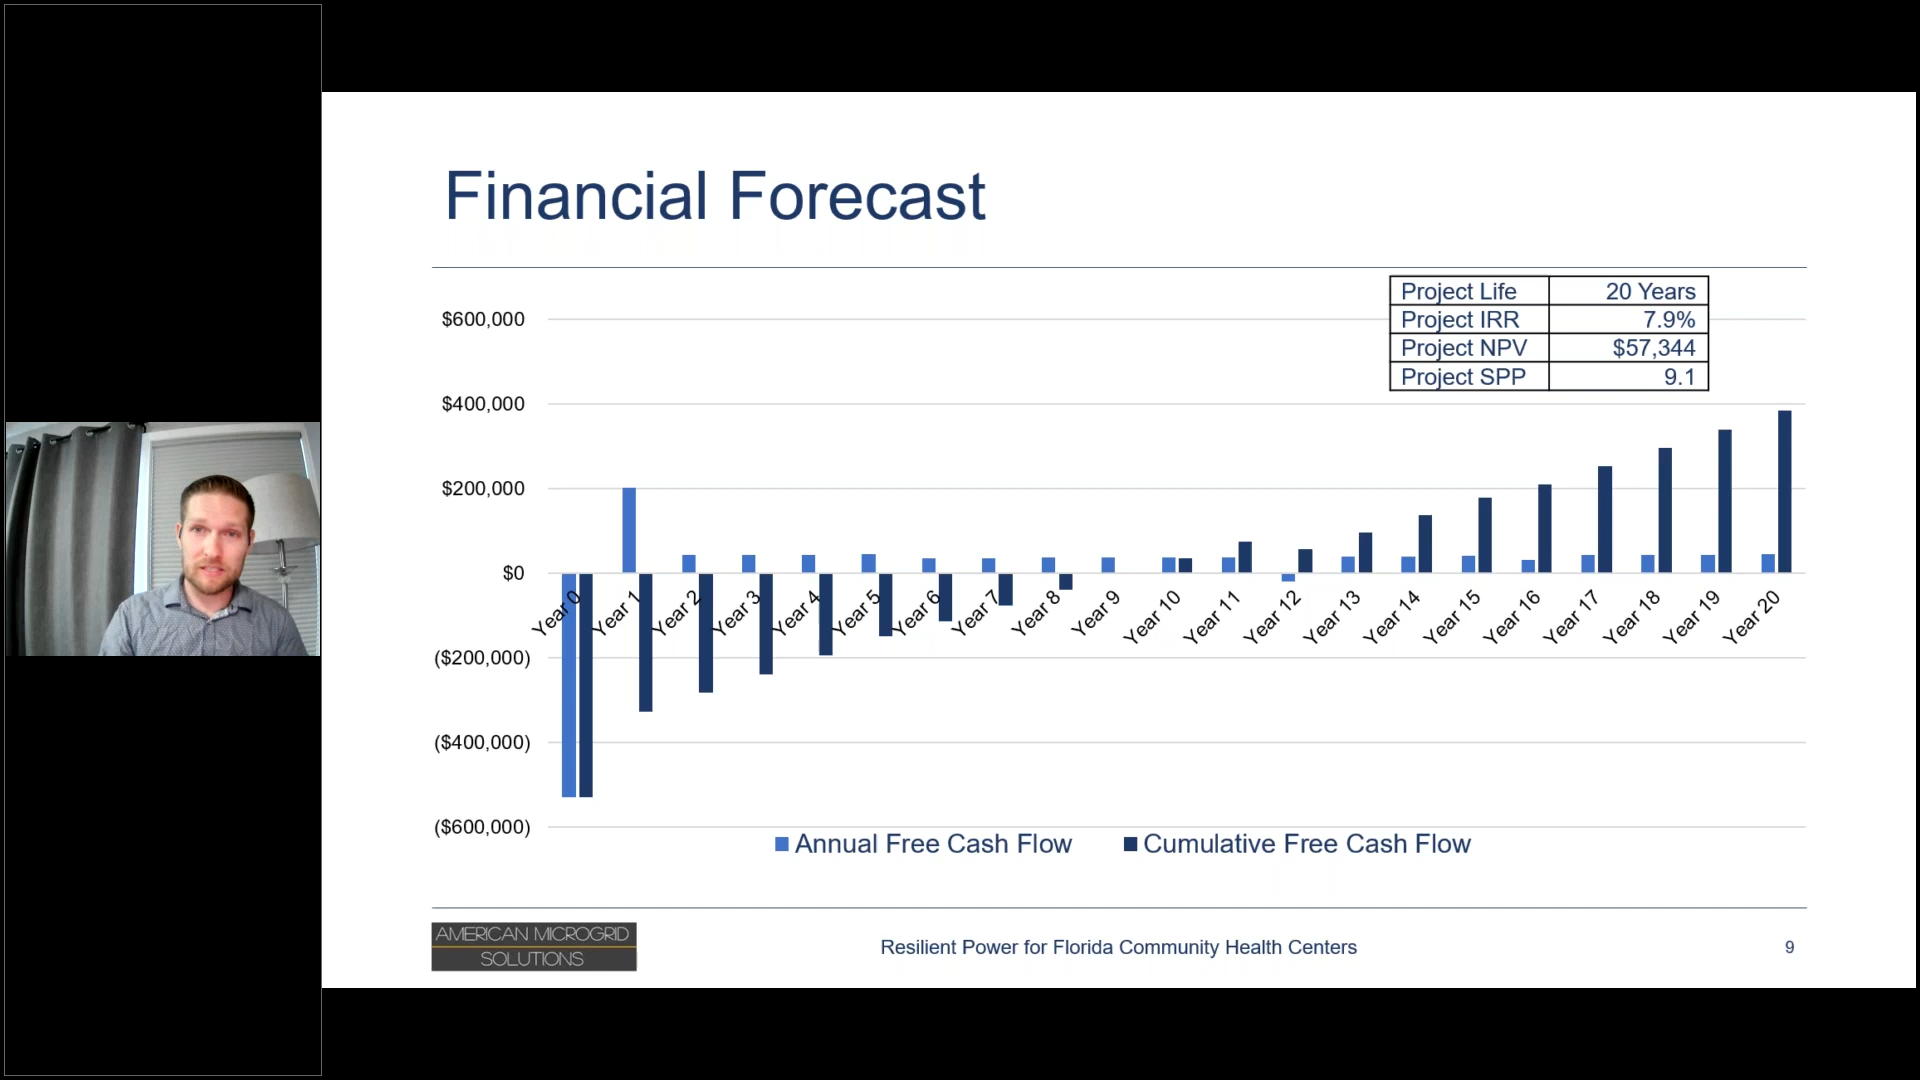 Financial Forecast
Project Life 20 Years
Project IRR 7.9%
Project NPV $57,344
Project SPP 9.1
$600,000
$400,000
$200,000
$0
($200,000)
($400,000)
($600,000)
Year 0 Year 1 Year 2 Year 3 Year 4 Year 5 Year 6 Year 7 Year 8 Year 9 Year 10 Year 11 Year 12 Year 13 Year 14 Year 15 Year 16 Year 17 Year 18 Year 19 Year 20
Annual Free Cash Flow Cumulative Free Cash Flow
AMERICAN MICROGRID
SOLUTIONS
Resilient Power for Florida Community Health Centers
9